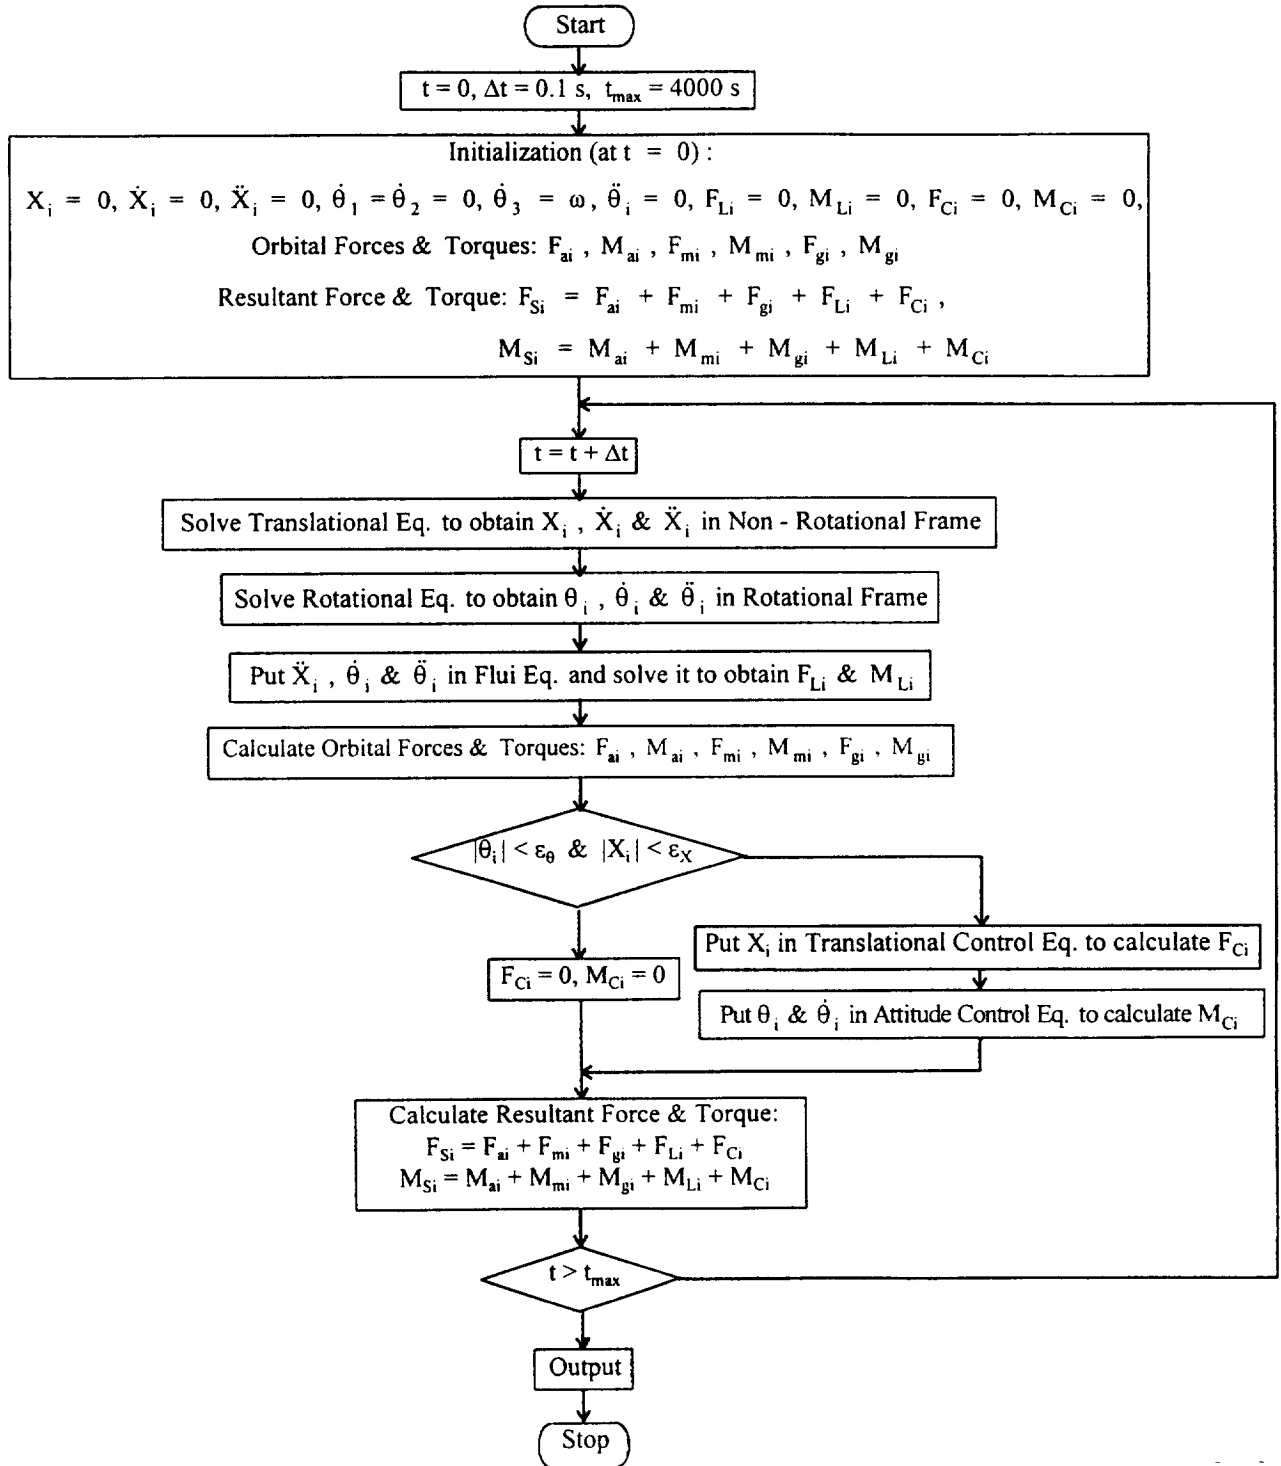 Start
t = 0, Δt = 0.1 s, t_max = 4000 s
Initialization (at t = 0) :
X_i = 0, Ẋ_i = 0, Ẍ_i = 0, θ̇_1 = θ̇_2 = 0, θ̇_3 = ω, θ̈_i = 0, F_Li = 0, M_Li = 0, F_Ci = 0, M_Ci = 0,
Orbital Forces & Torques: F_ai , M_ai , F_mi , M_mi , F_gi , M_gi
Resultant Force & Torque: F_Si = F_ai + F_mi + F_gi + F_Li + F_Ci ,
M_Si = M_ai + M_mi + M_gi + M_Li + M_Ci
t = t + Δt
Solve Translational Eq. to obtain X_i , Ẋ_i & Ẍ_i in Non - Rotational Frame
Solve Rotational Eq. to obtain θ_i , θ̇_i & θ̈_i in Rotational Frame
Put Ẍ_i , θ̇_i & θ̈_i in Flui Eq. and solve it to obtain F_Li & M_Li
Calculate Orbital Forces & Torques: F_ai , M_ai , F_mi , M_mi , F_gi , M_gi
|θ_i| < ε_θ & |X_i| < ε_X
Put X_i in Translational Control Eq. to calculate F_Ci
F_Ci = 0, M_Ci = 0
Put θ_i & θ̇_i in Attitude Control Eq. to calculate M_Ci
Calculate Resultant Force & Torque:
F_Si = F_ai + F_mi + F_gi + F_Li + F_Ci
M_Si = M_ai + M_mi + M_gi + M_Li + M_Ci
t > t_max
Output
Stop